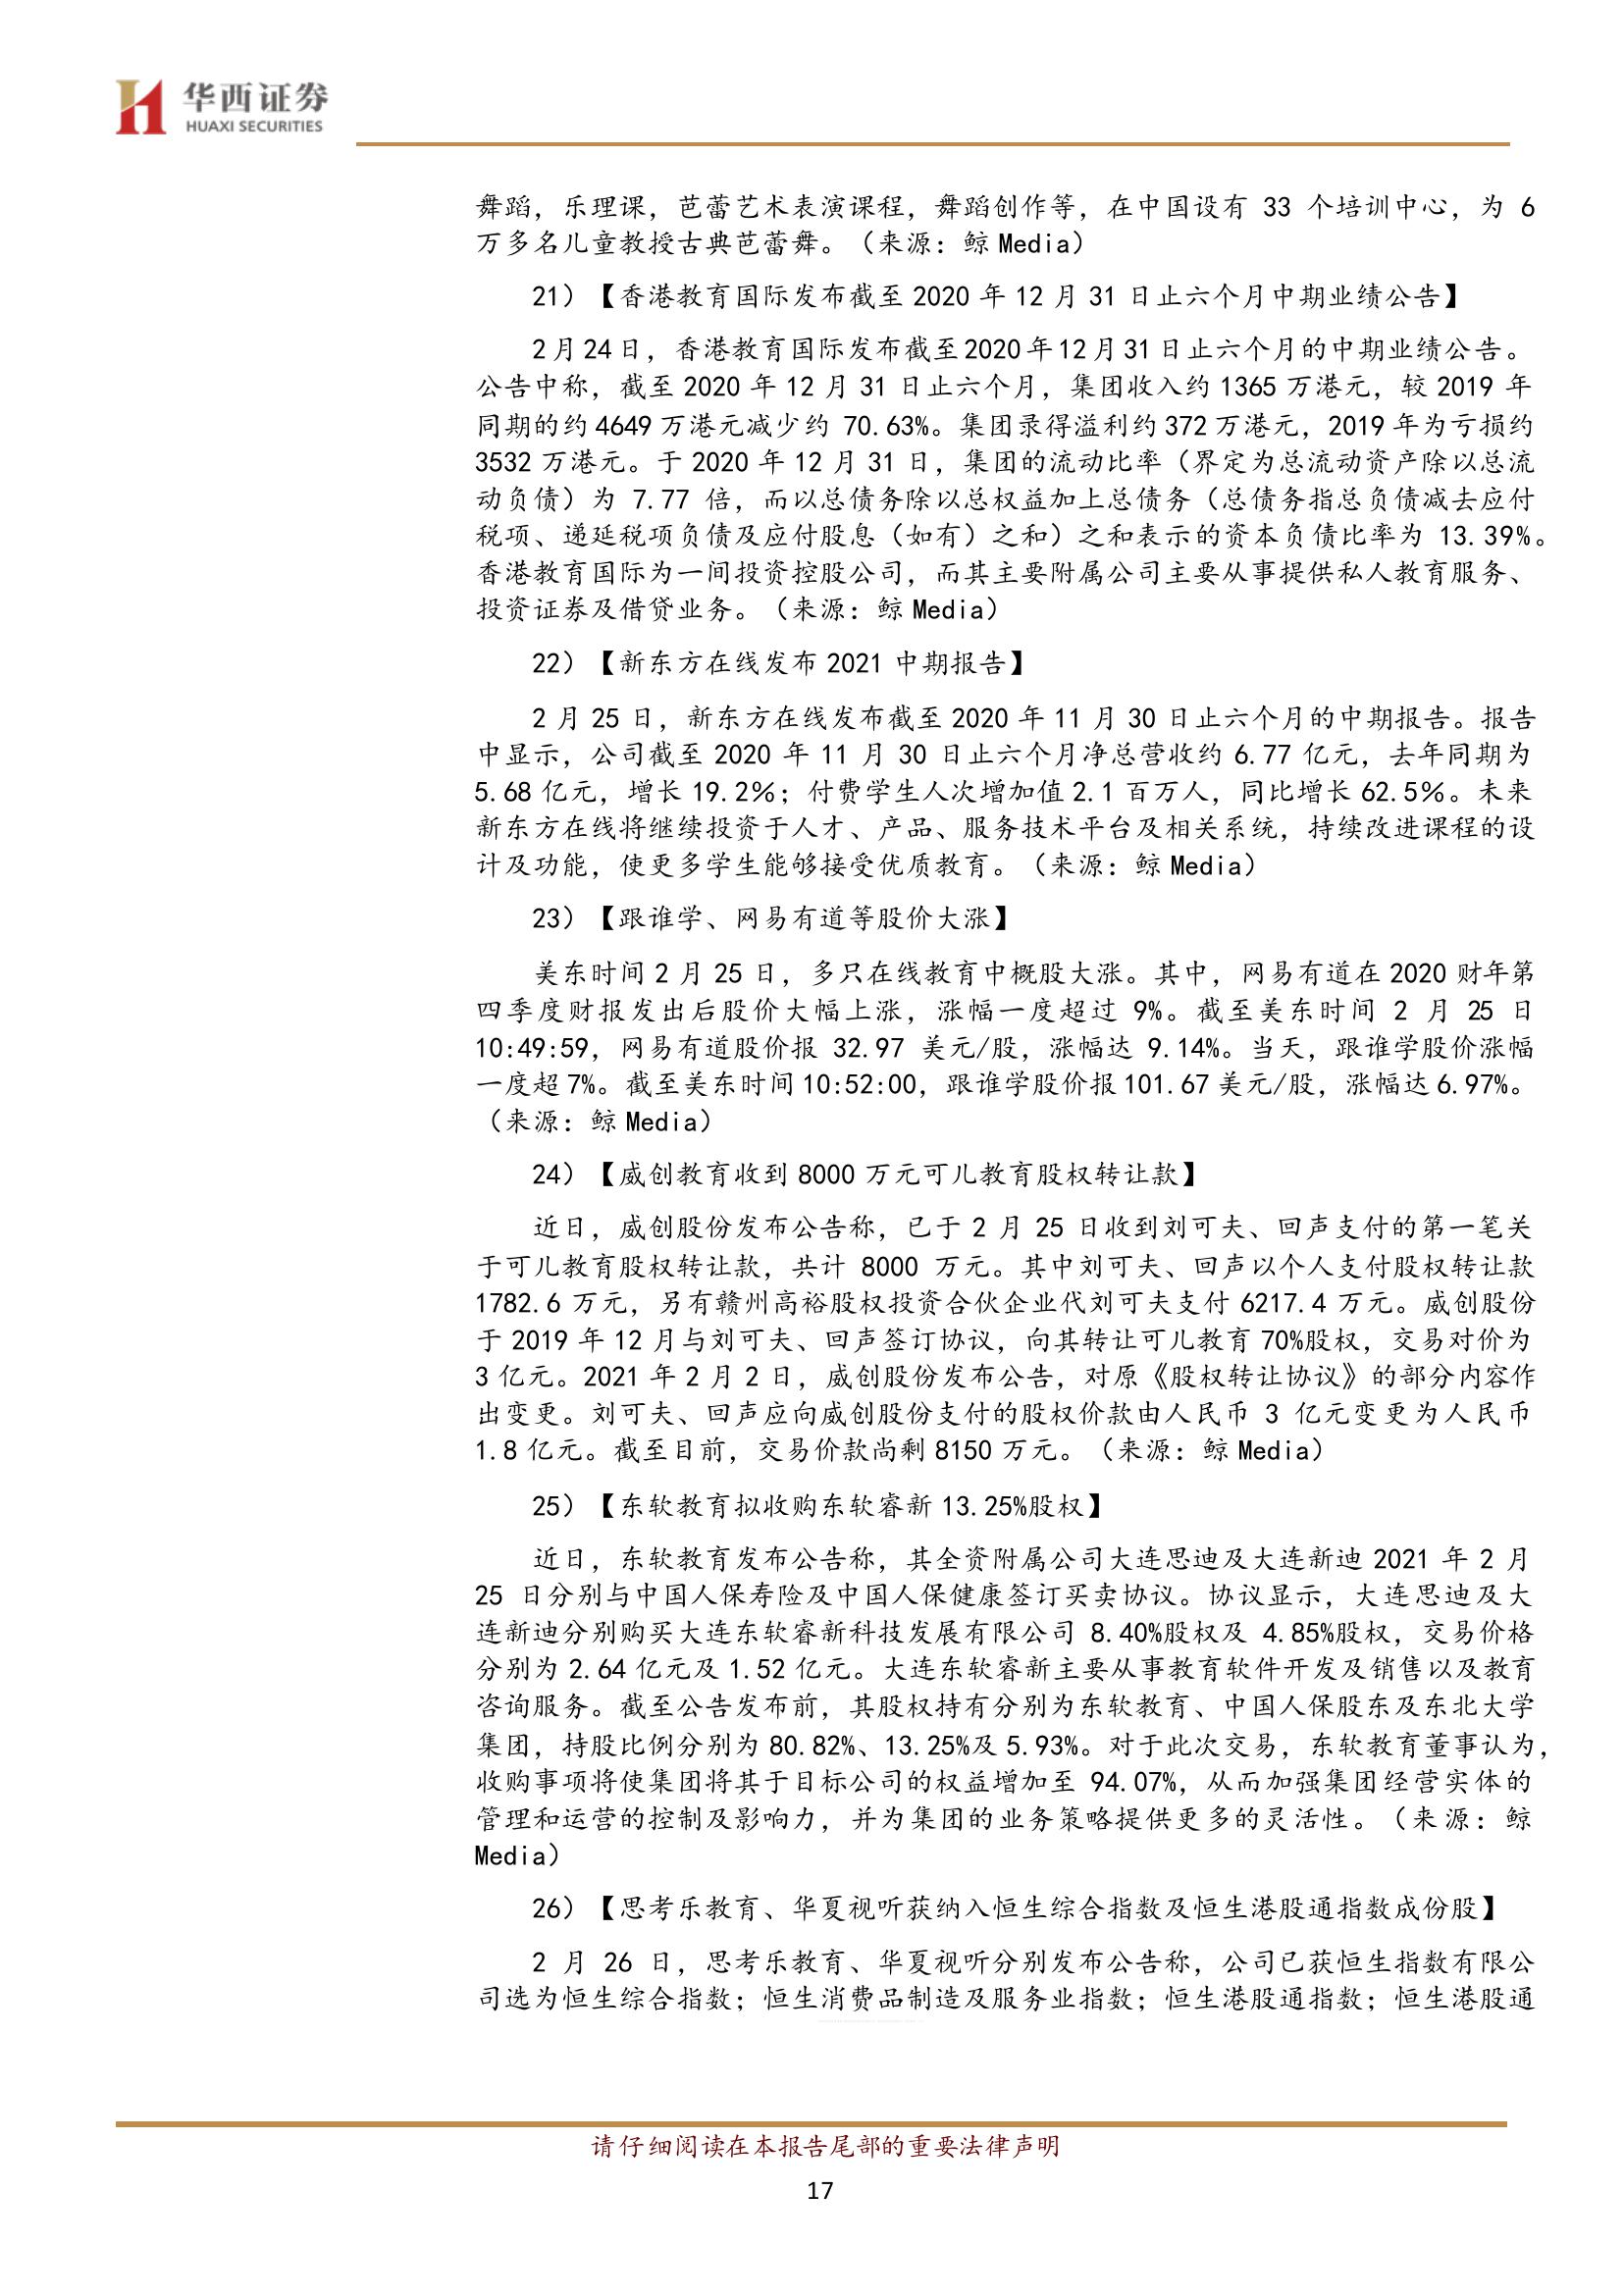 华西证券
HUAXI SECURITIES
舞蹈，乐理课，芭蕾艺术表演课程，舞蹈创作等，在中国设有 33 个培训中心，为 6
万多名儿童教授古典芭蕾舞。（来源：鲸 Media）
21）【香港教育国际发布截至 2020 年 12 月 31 日止六个月中期业绩公告】
2 月 24 日，香港教育国际发布截至 2020 年 12 月 31 日止六个月的中期业绩公告。
公告中称，截至 2020 年 12 月 31 日止六个月，集团收入约 1365 万港元，较 2019 年
同期的约 4649 万港元减少约 70.63%。集团录得溢利约 372 万港元，2019 年为亏损约
3532 万港元。于 2020 年 12 月 31 日，集团的流动比率（界定为总流动资产除以总流
动负债）为 7.77 倍，而以总债务除以总权益加上总债务（总债务指总负债减去应付
税项、递延税项负债及应付股息（如有）之和）之和表示的资本负债比率为 13.39%。
香港教育国际为一间投资控股公司，而其主要附属公司主要从事提供私人教育服务、
投资证券及借贷业务。（来源：鲸 Media）
22）【新东方在线发布 2021 中期报告】
2 月 25 日，新东方在线发布截至 2020 年 11 月 30 日止六个月的中期报告。报告
中显示，公司截至 2020 年 11 月 30 日止六个月净总营收约 6.77 亿元，去年同期为
5.68 亿元，增长 19.2%；付费学生人次增加值 2.1 百万人，同比增长 62.5%。未来
新东方在线将继续投资于人才、产品、服务技术平台及相关系统，持续改进课程的设
计及功能，使更多学生能够接受优质教育。（来源：鲸 Media）
23）【跟谁学、网易有道等股价大涨】
美东时间 2 月 25 日，多只在线教育中概股大涨。其中，网易有道在 2020 财年第
四季度财报发出后股价大幅上涨，涨幅一度超过 9%。截至美东时间 2 月 25 日
10:49:59，网易有道股价报 32.97 美元/股，涨幅达 9.14%。当天，跟谁学股价涨幅
一度超 7%。截至美东时间 10:52:00，跟谁学股价报 101.67 美元/股，涨幅达 6.97%。
（来源：鲸 Media）
24）【威创教育收到 8000 万元可儿教育股权转让款】
近日，威创股份发布公告称，已于 2 月 25 日收到刘可夫、回声支付的第一笔关
于可儿教育股权转让款，共计 8000 万元。其中刘可夫、回声以个人支付股权转让款
1782.6 万元，另有赣州高裕股权投资合伙企业代刘可夫支付 6217.4 万元。威创股份
于 2019 年 12 月与刘可夫、回声签订协议，向其转让可儿教育 70%股权，交易对价为
3 亿元。2021 年 2 月 2 日，威创股份发布公告，对原《股权转让协议》的部分内容作
出变更。刘可夫、回声应向威创股份支付的股权价款由人民币 3 亿元变更为人民币
1.8 亿元。截至目前，交易价款尚剩 8150 万元。（来源：鲸 Media）
25）【东软教育拟收购东软睿新 13.25%股权】
近日，东软教育发布公告称，其全资附属公司大连思迪及大连新迪 2021 年 2 月
25 日分别与中国人保寿险及中国人保健康签订买卖协议。协议显示，大连思迪及大
连新迪分别购买大连东软睿新科技发展有限公司 8.40%股权及 4.85%股权，交易价格
分别为 2.64 亿元及 1.52 亿元。大连东软睿新主要从事教育软件开发及销售以及教育
咨询服务。截至公告发布前，其股权持有分别为东软教育、中国人保股东及东北大学
集团，持股比例分别为 80.82%、13.25%及 5.93%。对于此次交易，东软教育董事认为，
收购事项将使集团将其于目标公司的权益增加至 94.07%，从而加强集团经营实体的
管理和运营的控制及影响力，并为集团的业务策略提供更多的灵活性。（来源：鲸
Media）
26）【思考乐教育、华夏视听获纳入恒生综合指数及恒生港股通指数成份股】
2 月 26 日，思考乐教育、华夏视听分别发布公告称，公司已获恒生指数有限公
司选为恒生综合指数；恒生消费品制造及服务业指数；恒生港股通指数；恒生港股通
请仔细阅读在本报告尾部的重要法律声明
17